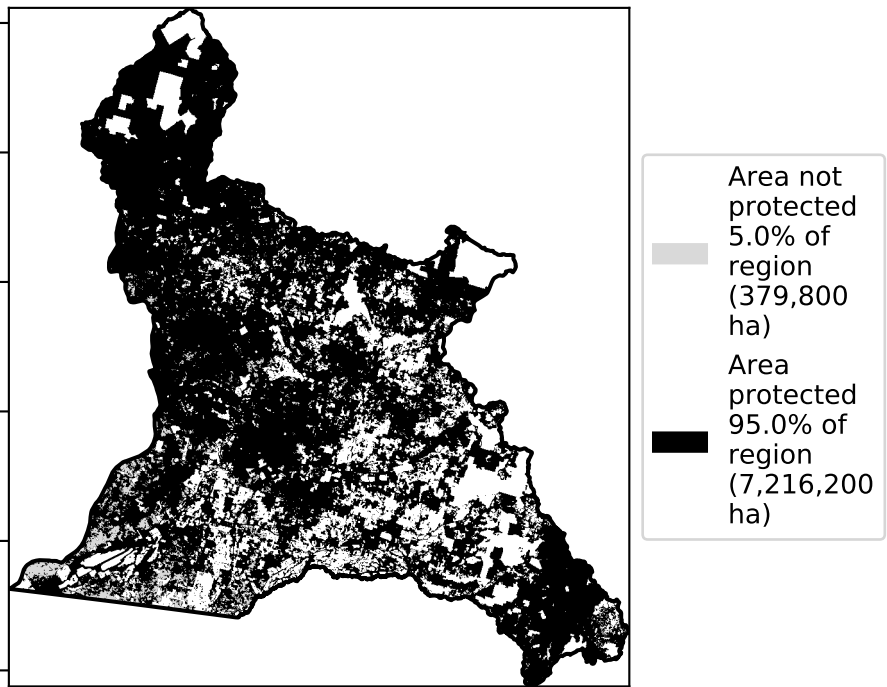 Area not
protected
5.0% of
region
(379,800
ha)
Area
protected
95.0% of
region
(7,216,200
ha)